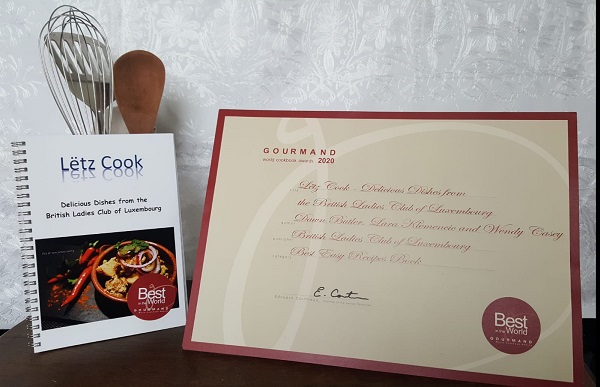 Lëtz Cook
Delicious Dishes from the
British Ladies Club of Luxembourg
Best
in the World
GOURMAND
GOURMAND
world cookbook awards 2020
Lëtz Cook - Delicious Dishes from
the British Ladies Club of Luxembourg
Dawn Butler, Lara Klemencic and Wendy Casey
British Ladies Club of Luxembourg
Best Easy Recipes Book
Best
in the World
GOURMAND